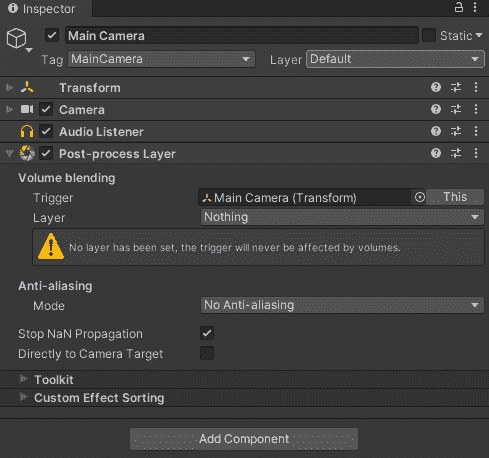 Inspector
Main Camera Static
Tag MainCamera Layer Default
Transform
Camera
Audio Listener
Post-process Layer
Volume blending
Trigger Main Camera (Transform) This
Layer Nothing
No layer has been set, the trigger will never be affected by volumes.
Anti-aliasing
Mode No Anti-aliasing
Stop NaN Propagation
Directly to Camera Target
Toolkit
Custom Effect Sorting
Add Component